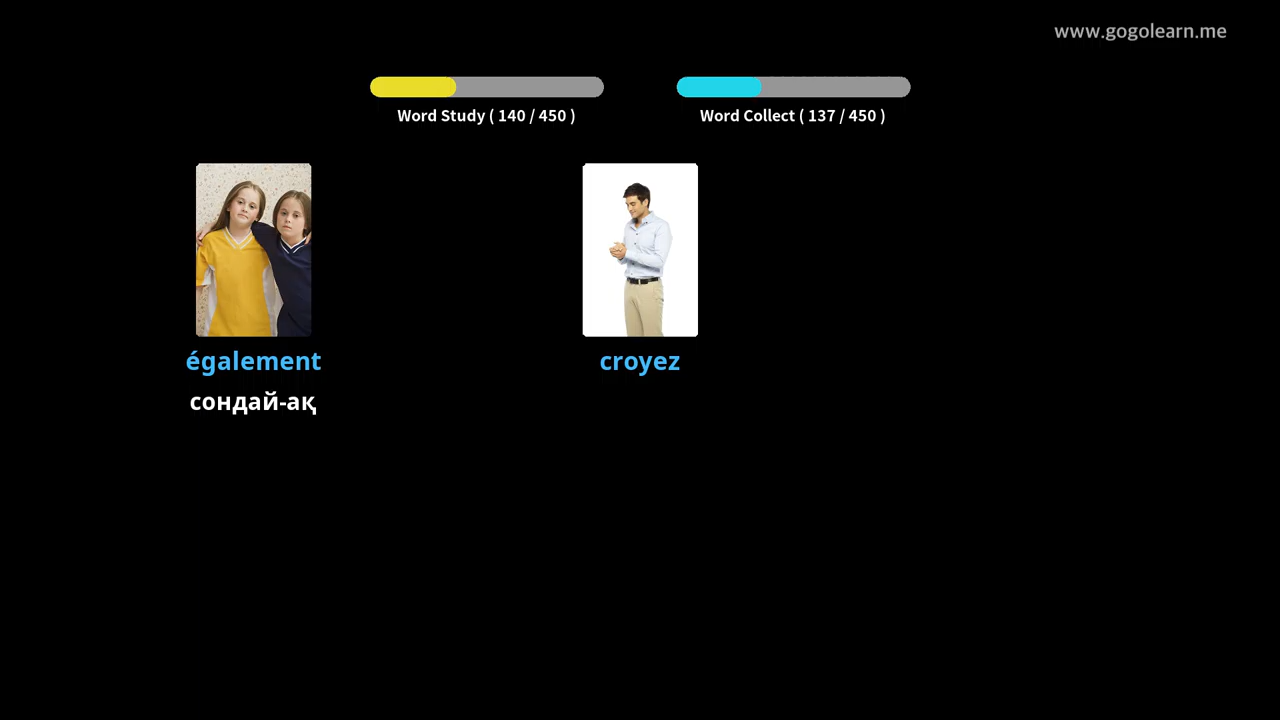 www.gogolearn.me
Word Study ( 140 / 450 )
Word Collect ( 137 / 450 )
également
croyez
сондай-ақ